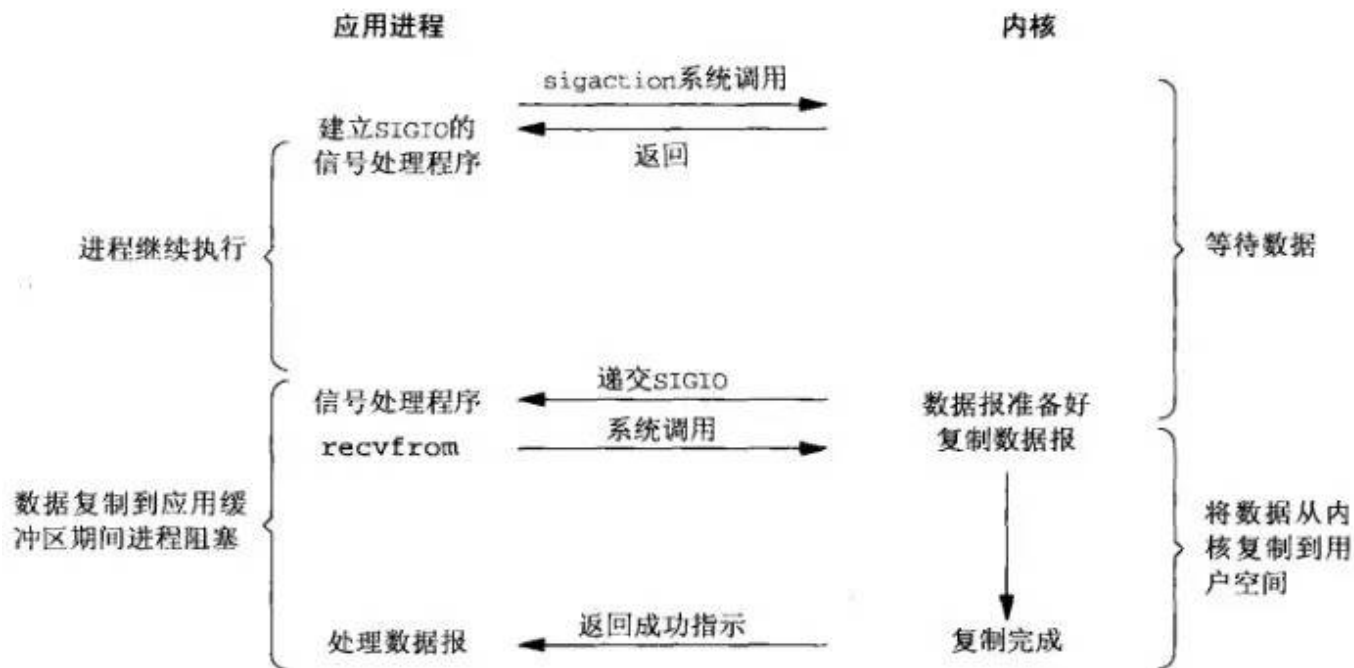 应用进程
内核
sigaction系统调用
建立SIGIO的
信号处理程序
返回
进程继续执行
等待数据
递交SIGIO
信号处理程序
数据报准备好
系统调用
recvfrom
复制数据报
数据复制到应用缓
冲区期间进程阻塞
将数据从内
核复制到用
户空间
返回成功指示
处理数据报
复制完成